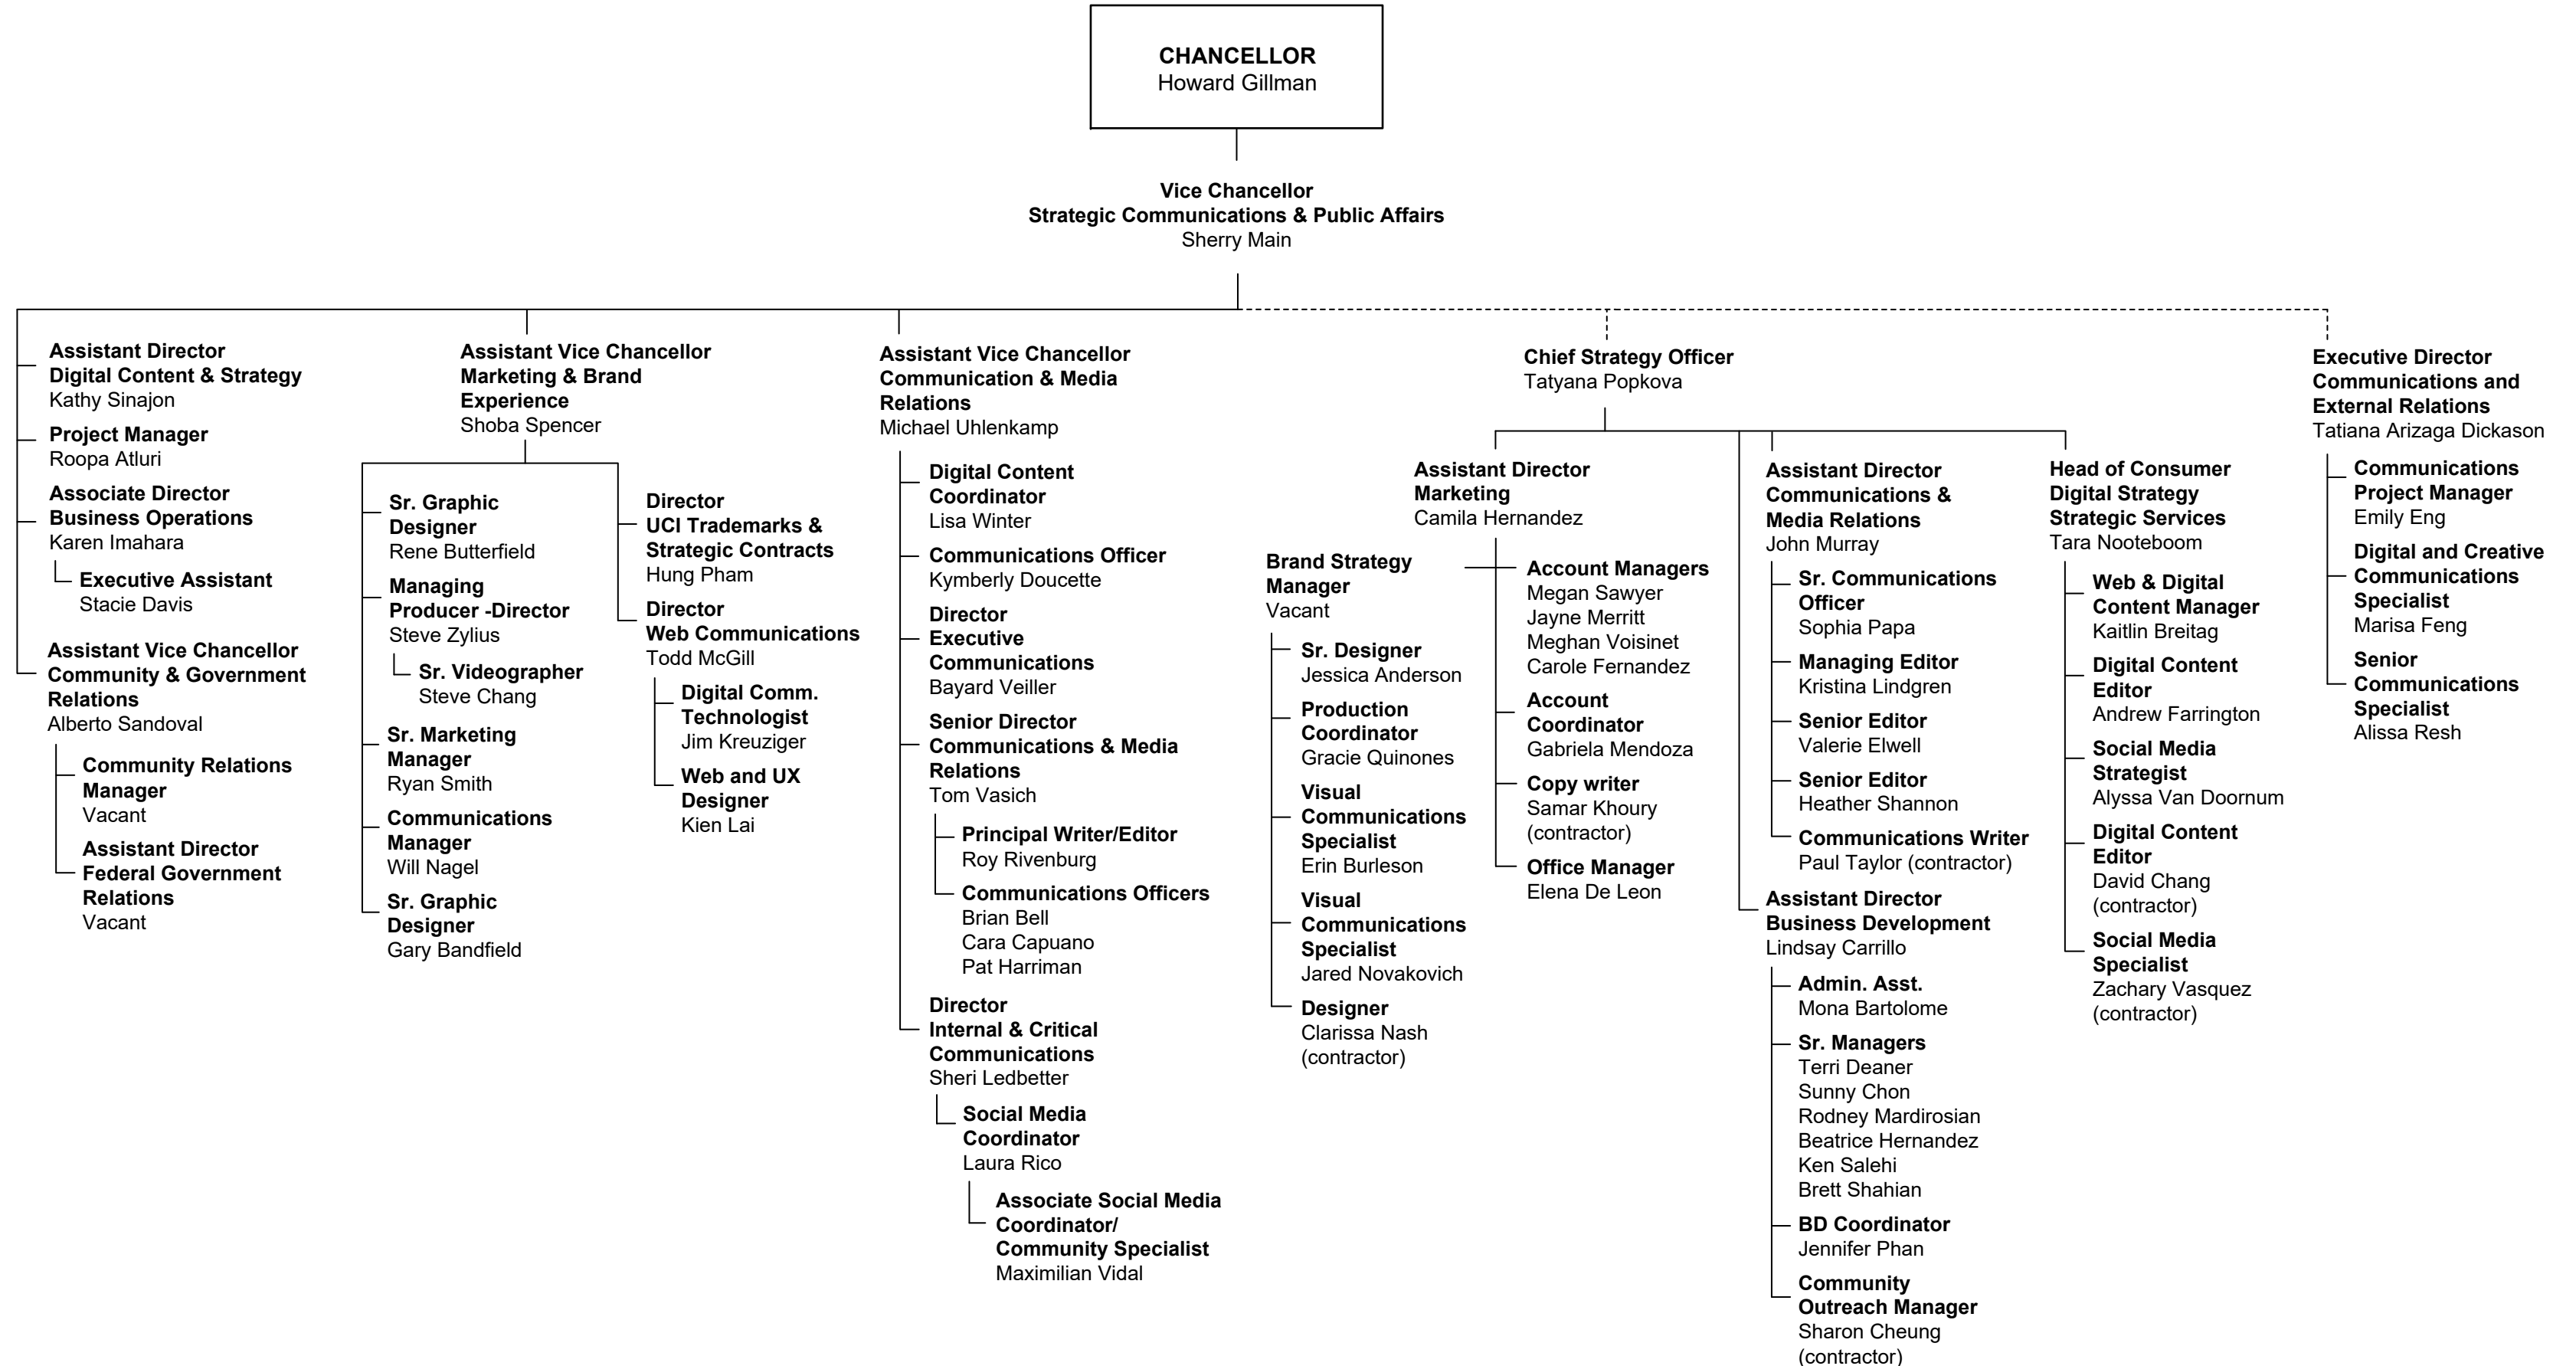 CHANCELLOR
Howard Gillman
Vice Chancellor
Strategic Communications & Public Affairs
Sherry Main
Assistant Director
Digital Content & Strategy
Kathy Sinajon
Project Manager
Roopa Atluri
Associate Director
Business Operations
Karen Imahara
Executive Assistant
Stacie Davis
Assistant Vice Chancellor
Community & Government
Relations
Alberto Sandoval
Community Relations
Manager
Vacant
Assistant Director
Federal Government
Relations
Vacant
Assistant Vice Chancellor
Marketing & Brand
Experience
Shoba Spencer
Sr. Graphic
Designer
Rene Butterfield
Managing
Producer -Director
Steve Zylius
Sr. Videographer
Steve Chang
Sr. Marketing
Manager
Ryan Smith
Communications
Manager
Will Nagel
Sr. Graphic
Designer
Gary Bandfield
Director
UCI Trademarks &
Strategic Contracts
Hung Pham
Director
Web Communications
Todd McGill
Digital Comm.
Technologist
Jim Kreuziger
Web and UX
Designer
Kien Lai
Assistant Vice Chancellor
Communication & Media
Relations
Michael Uhlenkamp
Digital Content
Coordinator
Lisa Winter
Communications Officer
Kymberly Doucette
Director
Executive
Communications
Bayard Veiller
Senior Director
Communications & Media
Relations
Tom Vasich
Principal Writer/Editor
Roy Rivenburg
Communications Officers
Brian Bell
Cara Capuano
Pat Harriman
Director
Internal & Critical
Communications
Sheri Ledbetter
Social Media
Coordinator
Laura Rico
Associate Social Media
Coordinator/
Community Specialist
Maximilian Vidal
Chief Strategy Officer
Tatyana Popkova
Assistant Director
Marketing
Camila Hernandez
Brand Strategy
Manager
Vacant
Sr. Designer
Jessica Anderson
Production
Coordinator
Gracie Quinones
Visual
Communications
Specialist
Erin Burleson
Visual
Communications
Specialist
Jared Novakovich
Designer
Clarissa Nash
(contractor)
Account Managers
Megan Sawyer
Jayne Merritt
Meghan Voisinet
Carole Fernandez
Account
Coordinator
Gabriela Mendoza
Copy writer
Samar Khoury
(contractor)
Office Manager
Elena De Leon
Assistant Director
Communications &
Media Relations
John Murray
Sr. Communications
Officer
Sophia Papa
Managing Editor
Kristina Lindgren
Senior Editor
Valerie Elwell
Senior Editor
Heather Shannon
Communications Writer
Paul Taylor (contractor)
Assistant Director
Business Development
Lindsay Carrillo
Admin. Asst.
Mona Bartolome
Sr. Managers
Terri Deaner
Sunny Chon
Rodney Mardirosian
Beatrice Hernandez
Ken Salehi
Brett Shahian
BD Coordinator
Jennifer Phan
Community
Outreach Manager
Sharon Cheung
(contractor)
Head of Consumer
Digital Strategy
Strategic Services
Tara Nooteboom
Web & Digital
Content Manager
Kaitlin Breitag
Digital Content
Editor
Andrew Farrington
Social Media
Strategist
Alyssa Van Doornum
Digital Content
Editor
David Chang
(contractor)
Social Media
Specialist
Zachary Vasquez
(contractor)
Executive Director
Communications and
External Relations
Tatiana Arizaga Dickason
Communications
Project Manager
Emily Eng
Digital and Creative
Communications
Specialist
Marisa Feng
Senior
Communications
Specialist
Alissa Resh